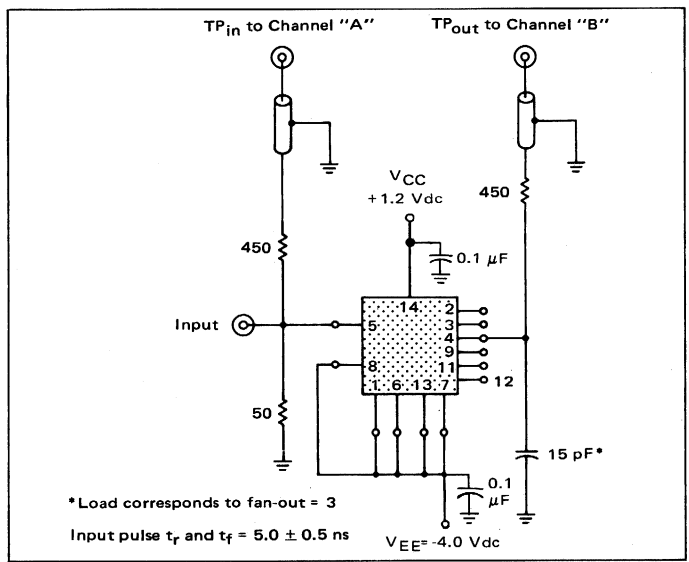 TPin to Channel "A"
TPout to Channel "B"
VCC
+1.2 Vdc
450
450
0.1 µF
Input
14
5
8
2
3
4
9
11
12
1 6 13 7
50
15 pF*
0.1
µF
*Load corresponds to fan-out = 3
Input pulse tr and tf = 5.0 ± 0.5 ns
VEE= -4.0 Vdc